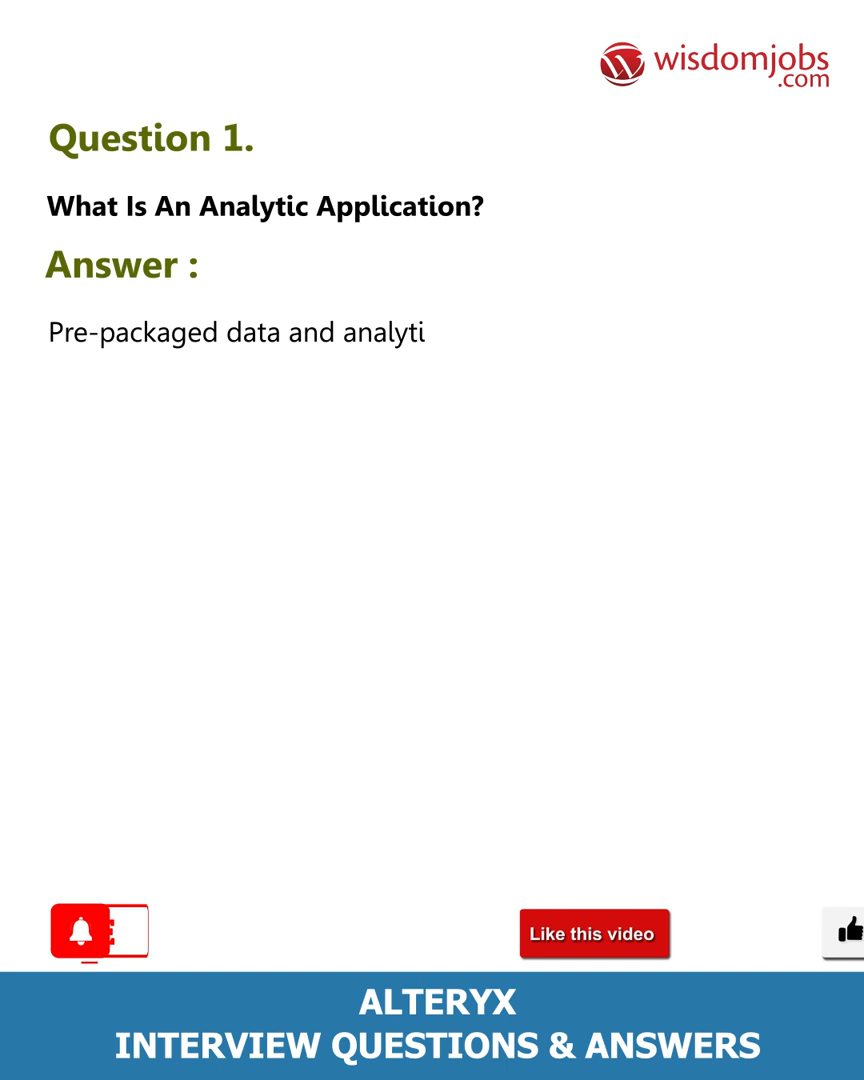 wisdomjobs
.com
Question 1.
What Is An Analytic Application?
Answer :
Pre-packaged data and analyti
Like this video
ALTERYX
INTERVIEW QUESTIONS & ANSWERS